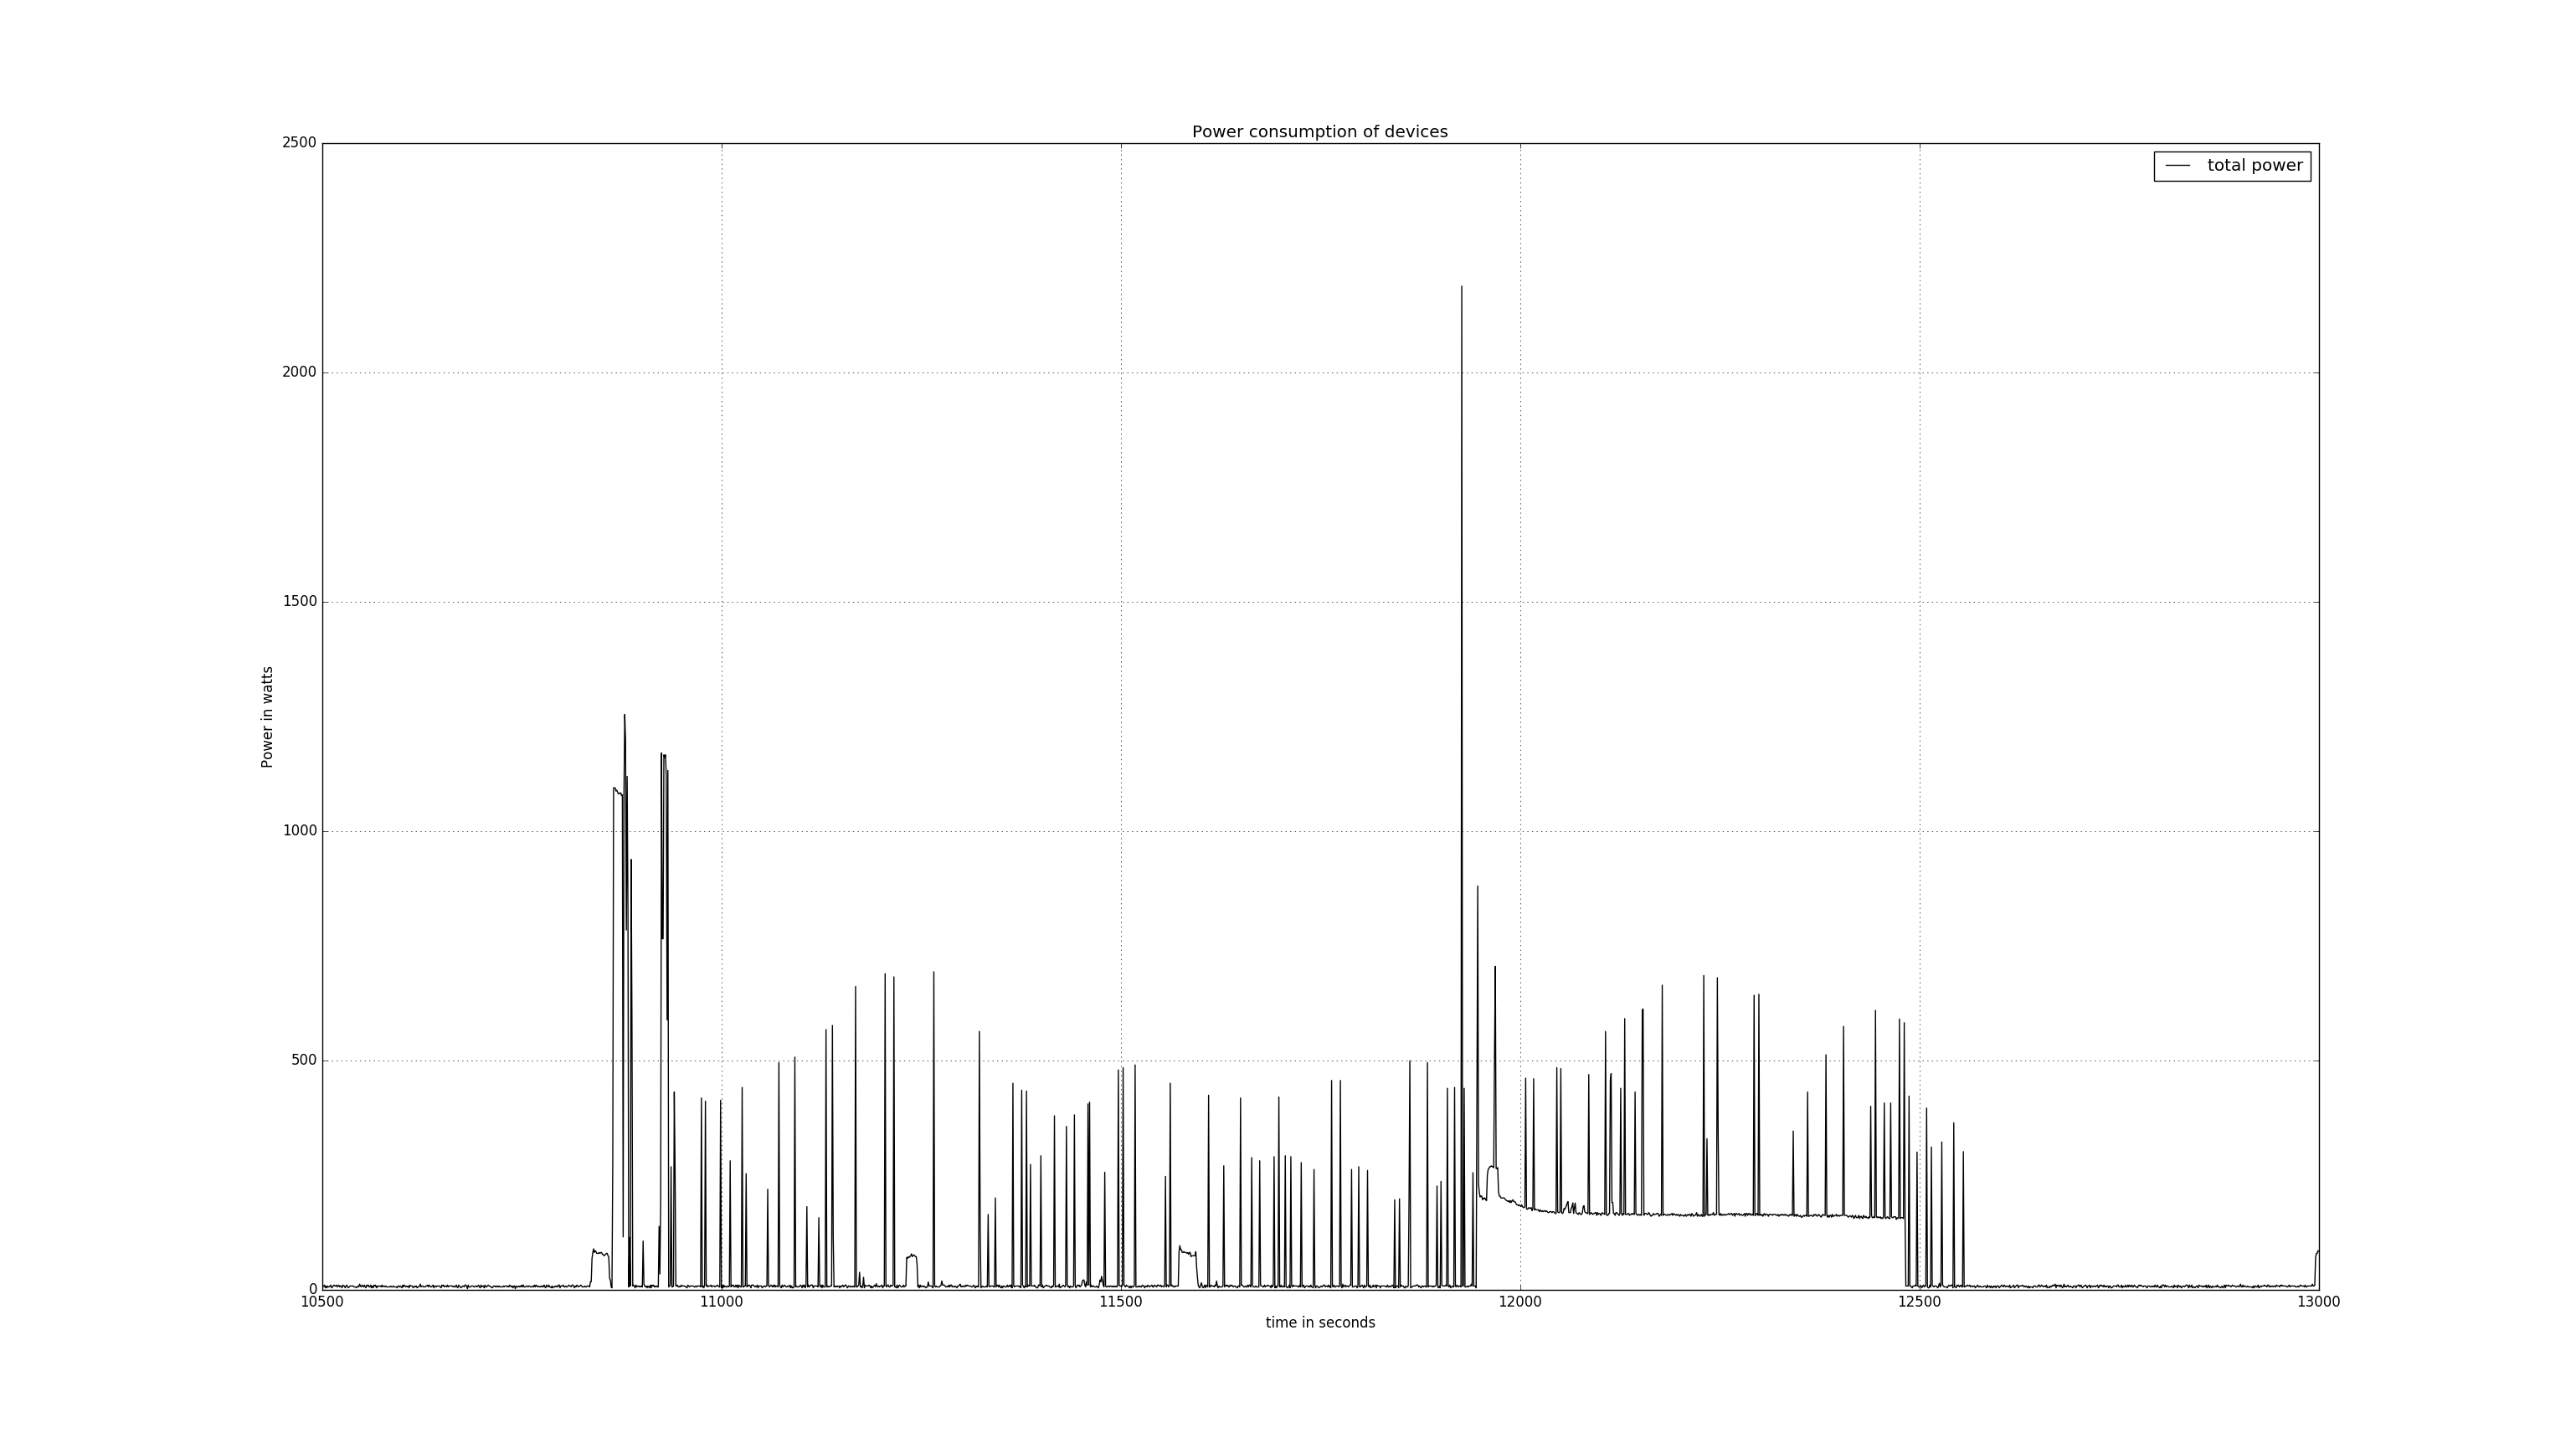 Power consumption of devices
2500
total power
2000
1500
Power in watts
1000
500
0
10500 11000 11500 12000 12500 13000
time in seconds